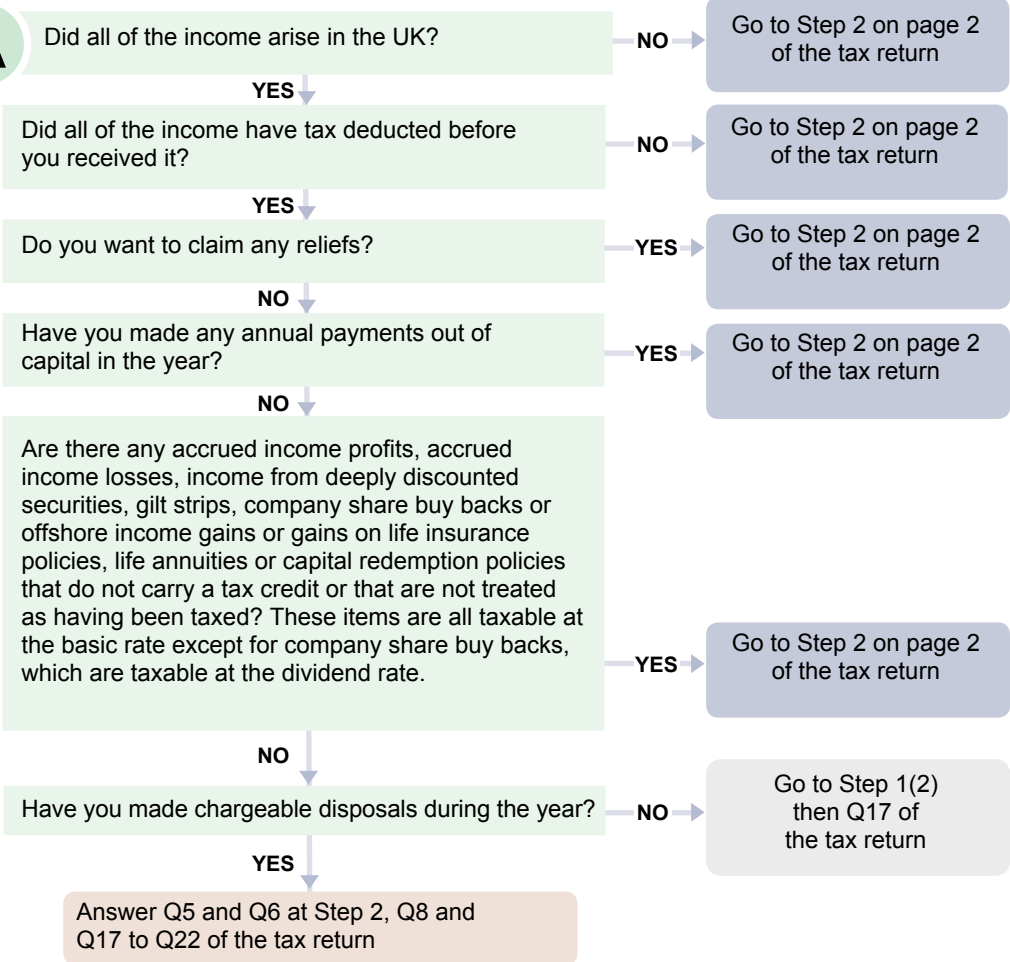 A
Did all of the income arise in the UK?
NO
Go to Step 2 on page 2
of the tax return
YES
Did all of the income have tax deducted before
you received it?
NO
Go to Step 2 on page 2
of the tax return
YES
Do you want to claim any reliefs?
YES
Go to Step 2 on page 2
of the tax return
NO
Have you made any annual payments out of
capital in the year?
YES
Go to Step 2 on page 2
of the tax return
NO
Are there any accrued income profits, accrued
income losses, income from deeply discounted
securities, gilt strips, company share buy backs or
offshore income gains or gains on life insurance
policies, life annuities or capital redemption policies
that do not carry a tax credit or that are not treated
as having been taxed? These items are all taxable at
the basic rate except for company share buy backs,
which are taxable at the dividend rate.
YES
Go to Step 2 on page 2
of the tax return
NO
Have you made chargeable disposals during the year?
NO
Go to Step 1(2)
then Q17 of
the tax return
YES
Answer Q5 and Q6 at Step 2, Q8 and
Q17 to Q22 of the tax return